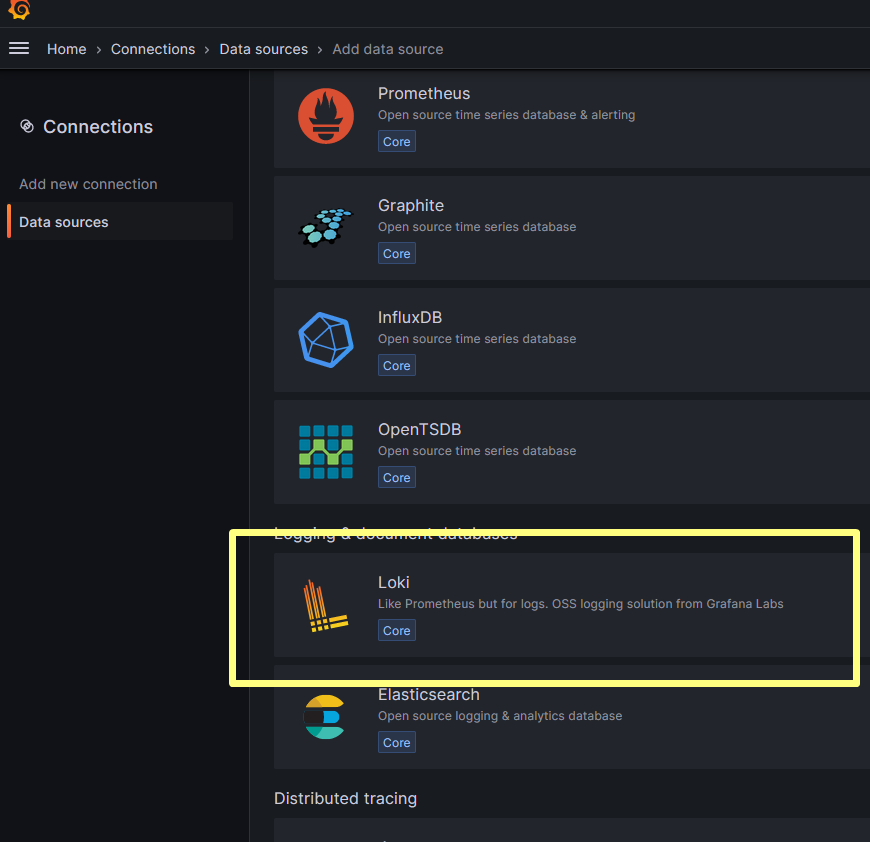 Home › Connections › Data sources › Add data source
Connections
Add new connection
Data sources
Prometheus
Open source time series database & alerting
Core
Graphite
Open source time series database
Core
InfluxDB
Open source time series database
Core
OpenTSDB
Open source time series database
Core
Logging & document databases
Loki
Like Prometheus but for logs. OSS logging solution from Grafana Labs
Core
Elasticsearch
Open source logging & analytics database
Core
Distributed tracing